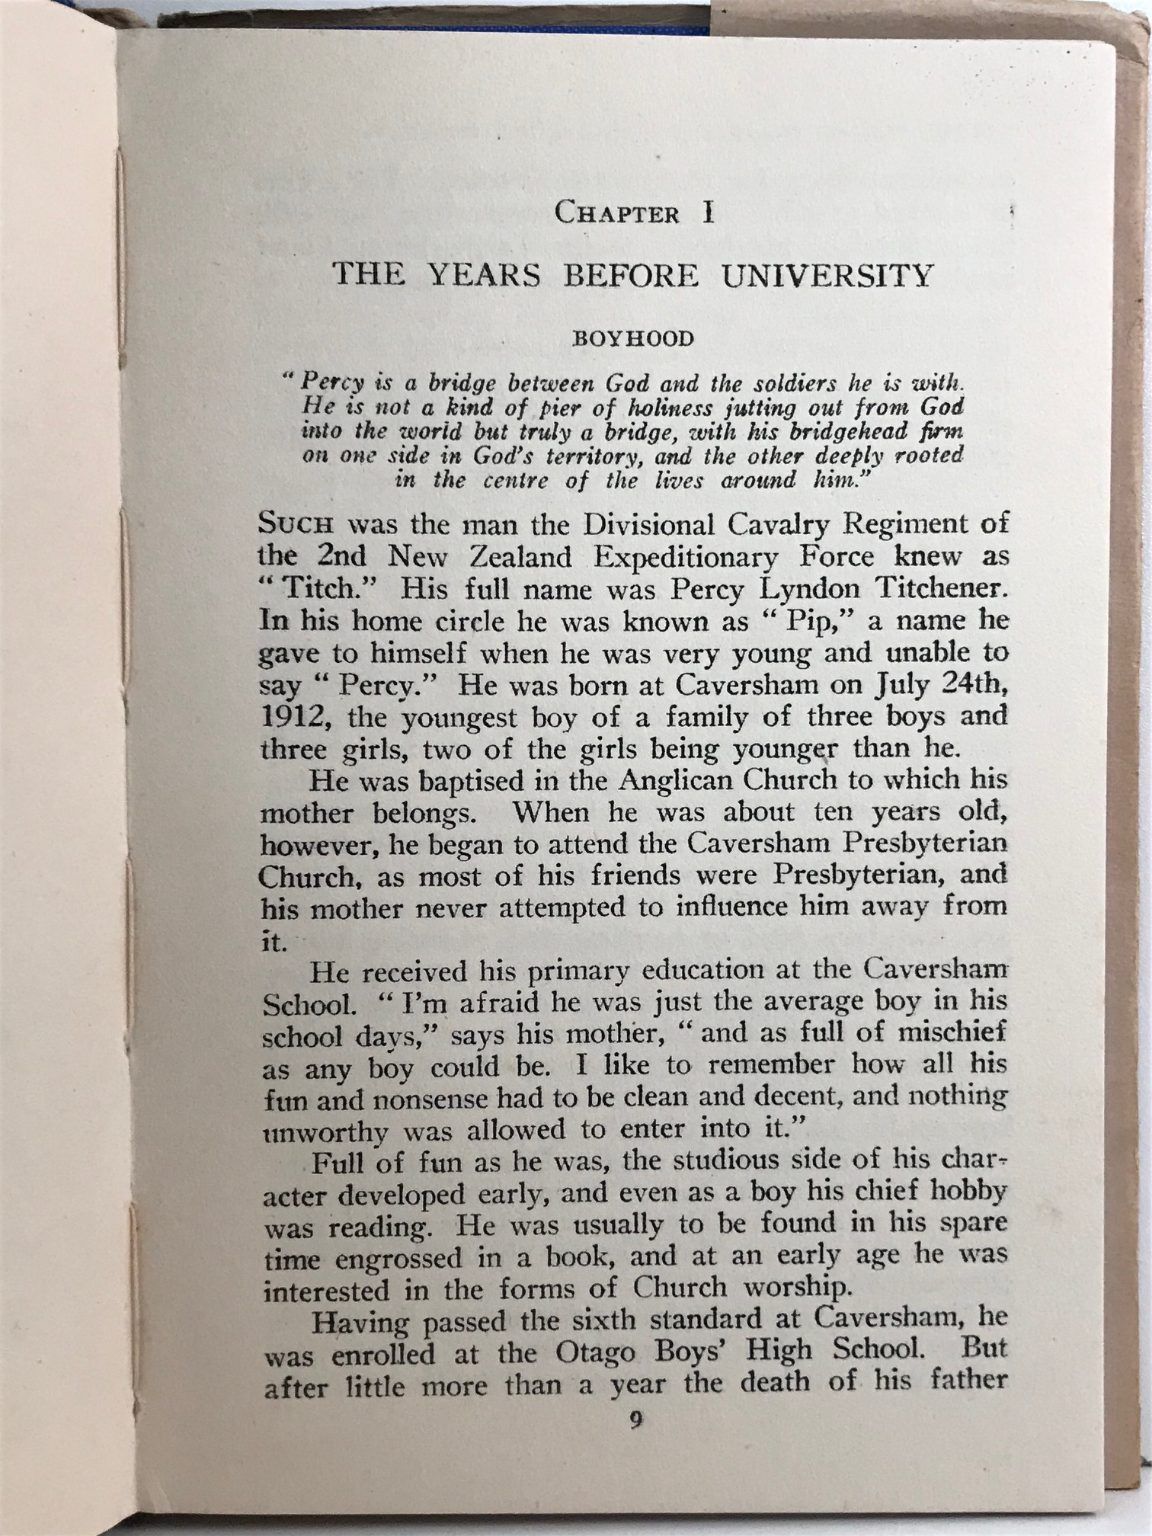 CHAPTER I
THE YEARS BEFORE UNIVERSITY
BOYHOOD
“ Percy is a bridge between God and the soldiers he is with.
He is not a kind of pier of holiness jutting out from God
into the world but truly a bridge, with his bridgehead firm
on one side in God's territory, and the other deeply rooted
in the centre of the lives around him.”
SUCH was the man the Divisional Cavalry Regiment of
the 2nd New Zealand Expeditionary Force knew as
“ Titch.” His full name was Percy Lyndon Titchener.
In his home circle he was known as “ Pip,” a name he
gave to himself when he was very young and unable to
say “ Percy.” He was born at Caversham on July 24th,
1912, the youngest boy of a family of three boys and
three girls, two of the girls being younger than he.
He was baptised in the Anglican Church to which his
mother belongs. When he was about ten years old,
however, he began to attend the Caversham Presbyterian
Church, as most of his friends were Presbyterian, and
his mother never attempted to influence him away from
it.
He received his primary education at the Caversham
School. “ I'm afraid he was just the average boy in his
school days,” says his mother, “ and as full of mischief
as any boy could be. I like to remember how all his
fun and nonsense had to be clean and decent, and nothing
unworthy was allowed to enter into it.”
Full of fun as he was, the studious side of his char-
acter developed early, and even as a boy his chief hobby
was reading. He was usually to be found in his spare
time engrossed in a book, and at an early age he was
interested in the forms of Church worship.
Having passed the sixth standard at Caversham, he
was enrolled at the Otago Boys' High School. But
after little more than a year the death of his father
9